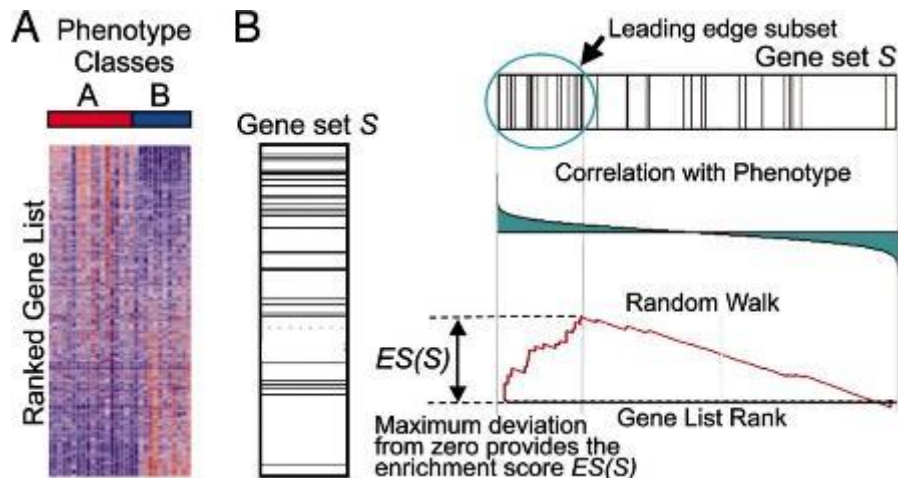 A
Phenotype
Classes
A B
Ranked Gene List
B
Gene set S
Leading edge subset
Gene set S
Correlation with Phenotype
Random Walk
ES(S)
Gene List Rank
Maximum deviation
from zero provides the
enrichment score ES(S)